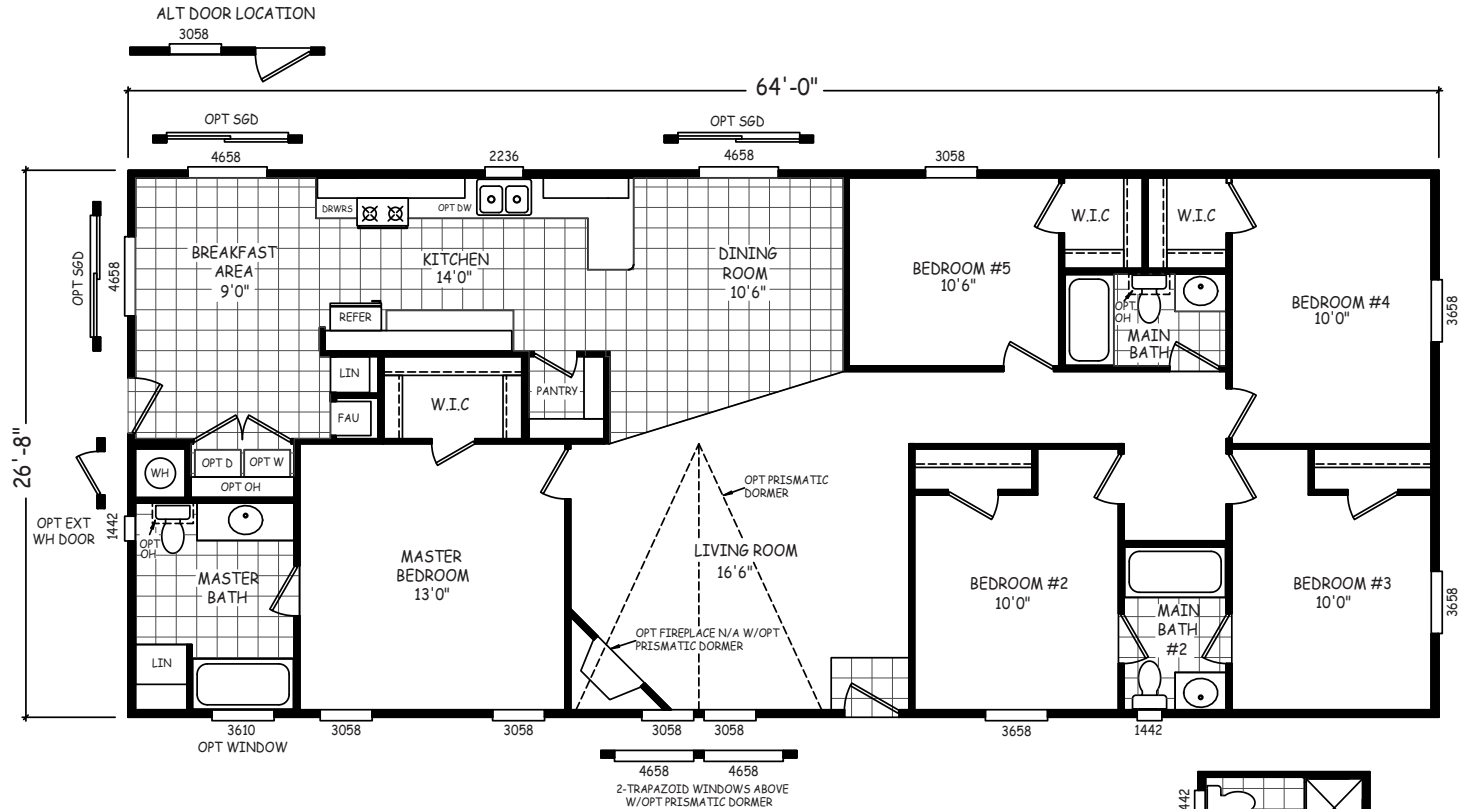 ALT DOOR LOCATION
3058
64'-0"
OPT SGD
OPT SGD
4658
2236
4658
3058
DRWRS
OPT DW
W.I.C
W.I.C
BREAKFAST
AREA
9'0"
KITCHEN
14'0"
DINING
ROOM
10'6"
BEDROOM #5
10'6"
OPT SGD
4658
OPT
OH
MAIN
BATH
BEDROOM #4
10'0"
3658
REFER
LIN
FAU
W.I.C
PANTRY
26'-8"
WH
OPT D
OPT W
OPT OH
OPT EXT
WH DOOR
1442
OPT
OH
MASTER
BATH
LIN
MASTER
BEDROOM
13'0"
OPT PRISMATIC
DORMER
LIVING ROOM
16'6"
OPT FIREPLACE N/A W/OPT
PRISMATIC DORMER
BEDROOM #2
10'0"
MAIN
BATH
#2
BEDROOM #3
10'0"
3658
3610
OPT WINDOW
3058
3058
3058
3058
3658
1442
4658
4658
2-TRAPAZOID WINDOWS ABOVE
W/OPT PRISMATIC DORMER
1442